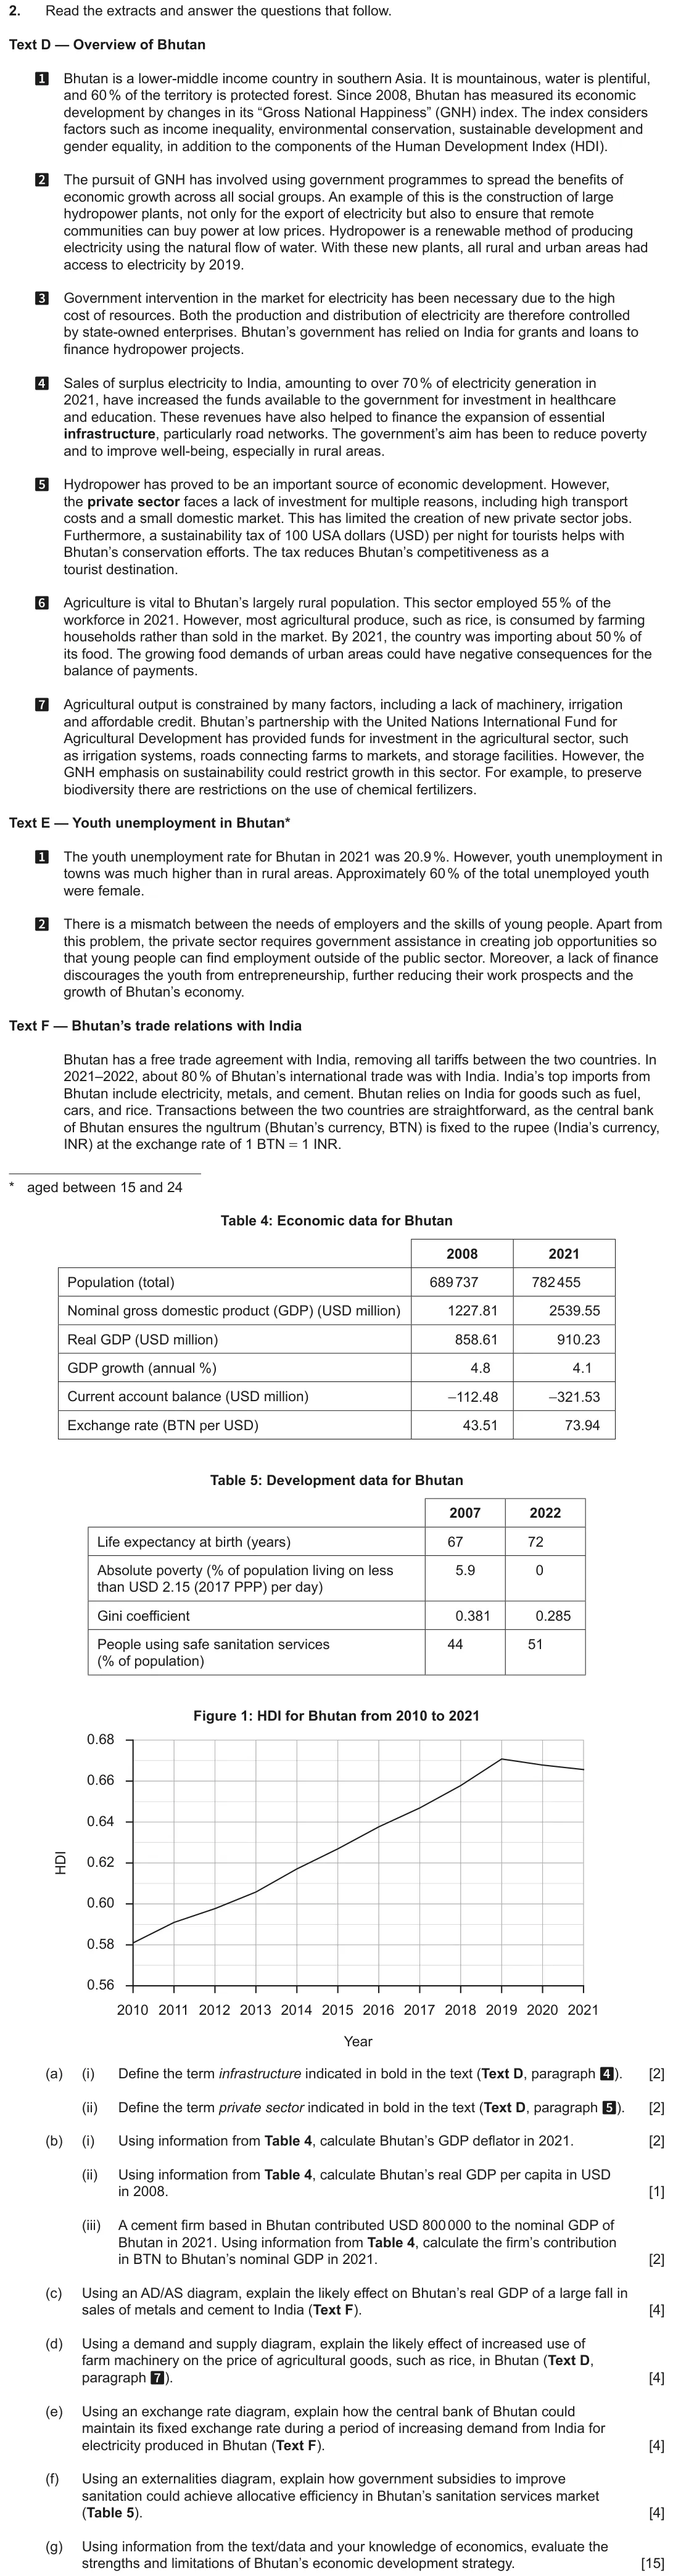 2. Read the extracts and answer the questions that follow.
Text D — Overview of Bhutan
1 Bhutan is a lower-middle income country in southern Asia. It is mountainous, water is plentiful,
and 60 % of the territory is protected forest. Since 2008, Bhutan has measured its economic
development by changes in its “Gross National Happiness” (GNH) index. The index considers
factors such as income inequality, environmental conservation, sustainable development and
gender equality, in addition to the components of the Human Development Index (HDI).
2 The pursuit of GNH has involved using government programmes to spread the benefits of
economic growth across all social groups. An example of this is the construction of large
hydropower plants, not only for the export of electricity but also to ensure that remote
communities can buy power at low prices. Hydropower is a renewable method of producing
electricity using the natural flow of water. With these new plants, all rural and urban areas had
access to electricity by 2019.
3 Government intervention in the market for electricity has been necessary due to the high
cost of resources. Both the production and distribution of electricity are therefore controlled
by state-owned enterprises. Bhutan’s government has relied on India for grants and loans to
finance hydropower projects.
4 Sales of surplus electricity to India, amounting to over 70 % of electricity generation in
2021, have increased the funds available to the government for investment in healthcare
and education. These revenues have also helped to finance the expansion of essential
infrastructure, particularly road networks. The government’s aim has been to reduce poverty
and to improve well-being, especially in rural areas.
5 Hydropower has proved to be an important source of economic development. However,
the private sector faces a lack of investment for multiple reasons, including high transport
costs and a small domestic market. This has limited the creation of new private sector jobs.
Furthermore, a sustainability tax of 100 USA dollars (USD) per night for tourists helps with
Bhutan’s conservation efforts. The tax reduces Bhutan’s competitiveness as a
tourist destination.
6 Agriculture is vital to Bhutan’s largely rural population. This sector employed 55 % of the
workforce in 2021. However, most agricultural produce, such as rice, is consumed by farming
households rather than sold in the market. By 2021, the country was importing about 50 % of
its food. The growing food demands of urban areas could have negative consequences for the
balance of payments.
7 Agricultural output is constrained by many factors, including a lack of machinery, irrigation
and affordable credit. Bhutan’s partnership with the United Nations International Fund for
Agricultural Development has provided funds for investment in the agricultural sector, such
as irrigation systems, roads connecting farms to markets, and storage facilities. However, the
GNH emphasis on sustainability could restrict growth in this sector. For example, to preserve
biodiversity there are restrictions on the use of chemical fertilizers.
Text E — Youth unemployment in Bhutan*
1 The youth unemployment rate for Bhutan in 2021 was 20.9 %. However, youth unemployment in
towns was much higher than in rural areas. Approximately 60 % of the total unemployed youth
were female.
2 There is a mismatch between the needs of employers and the skills of young people. Apart from
this problem, the private sector requires government assistance in creating job opportunities so
that young people can find employment outside of the public sector. Moreover, a lack of finance
discourages the youth from entrepreneurship, further reducing their work prospects and the
growth of Bhutan’s economy.
Text F — Bhutan’s trade relations with India
Bhutan has a free trade agreement with India, removing all tariffs between the two countries. In
2021–2022, about 80 % of Bhutan’s international trade was with India. India’s top imports from
Bhutan include electricity, metals, and cement. Bhutan relies on India for goods such as fuel,
cars, and rice. Transactions between the two countries are straightforward, as the central bank
of Bhutan ensures the ngultrum (Bhutan’s currency, BTN) is fixed to the rupee (India’s currency,
INR) at the exchange rate of 1 BTN = 1 INR.
* aged between 15 and 24
Table 4: Economic data for Bhutan
2008 2021
Population (total) 689 737 782 455
Nominal gross domestic product (GDP) (USD million) 1227.81 2539.55
Real GDP (USD million) 858.61 910.23
GDP growth (annual %) 4.8 4.1
Current account balance (USD million) −112.48 −321.53
Exchange rate (BTN per USD) 43.51 73.94
Table 5: Development data for Bhutan
2007 2022
Life expectancy at birth (years) 67 72
Absolute poverty (% of population living on less
than USD 2.15 (2017 PPP) per day) 5.9 0
Gini coefficient 0.381 0.285
People using safe sanitation services
(% of population) 44 51
Figure 1: HDI for Bhutan from 2010 to 2021
0.68
0.66
0.64
0.62
0.60
0.58
0.56
HDI
2010 2011 2012 2013 2014 2015 2016 2017 2018 2019 2020 2021
Year
(a) (i) Define the term infrastructure indicated in bold in the text (Text D, paragraph 4). [2]
(ii) Define the term private sector indicated in bold in the text (Text D, paragraph 5). [2]
(b) (i) Using information from Table 4, calculate Bhutan’s GDP deflator in 2021. [2]
(ii) Using information from Table 4, calculate Bhutan’s real GDP per capita in USD
in 2008. [1]
(iii) A cement firm based in Bhutan contributed USD 800 000 to the nominal GDP of
Bhutan in 2021. Using information from Table 4, calculate the firm’s contribution
in BTN to Bhutan’s nominal GDP in 2021. [2]
(c) Using an AD/AS diagram, explain the likely effect on Bhutan’s real GDP of a large fall in
sales of metals and cement to India (Text F). [4]
(d) Using a demand and supply diagram, explain the likely effect of increased use of
farm machinery on the price of agricultural goods, such as rice, in Bhutan (Text D,
paragraph 7). [4]
(e) Using an exchange rate diagram, explain how the central bank of Bhutan could
maintain its fixed exchange rate during a period of increasing demand from India for
electricity produced in Bhutan (Text F). [4]
(f) Using an externalities diagram, explain how government subsidies to improve
sanitation could achieve allocative efficiency in Bhutan’s sanitation services market
(Table 5). [4]
(g) Using information from the text/data and your knowledge of economics, evaluate the
strengths and limitations of Bhutan’s economic development strategy. [15]